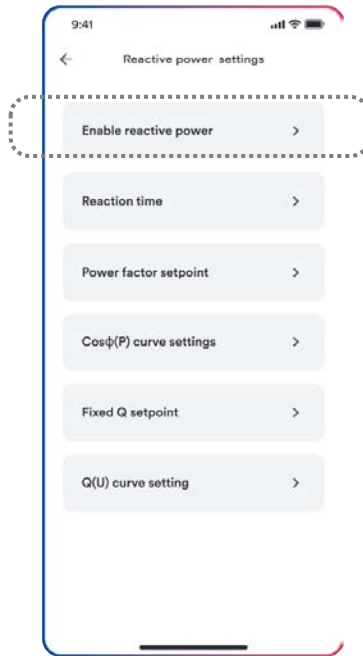 9:41
Reactive power settings
Enable reactive power
Reaction time
Power factor setpoint
Cosϕ(P) curve settings
Fixed Q setpoint
Q(U) curve setting